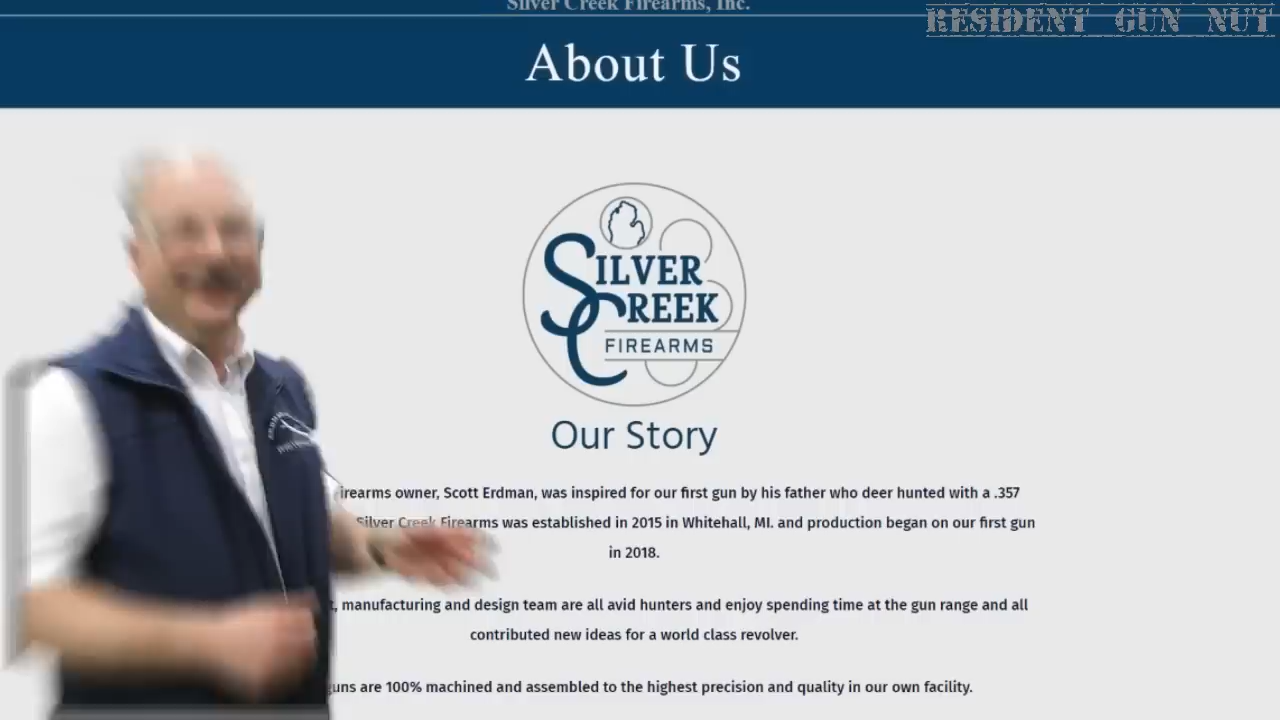 Silver Creek Firearms, Inc.
RESIDENT GUN NUT
About Us
SILVER
CREEK
FIREARMS
Our Story
irearms owner, Scott Erdman, was inspired for our first gun by his father who deer hunted with a .357
Silver Creek Firearms was established in 2015 in Whitehall, MI. and production began on our first gun
in 2018.
, manufacturing and design team are all avid hunters and enjoy spending time at the gun range and all
contributed new ideas for a world class revolver.
guns are 100% machined and assembled to the highest precision and quality in our own facility.